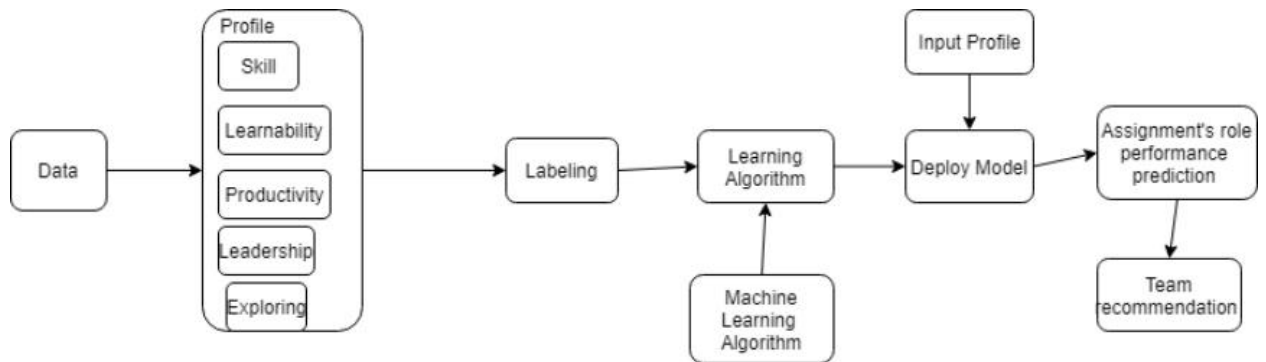 Profile
Skill
Learnability
Productivity
Leadership
Exploring
Data
Labeling
Learning
Algorithm
Machine
Learning
Algorithm
Input Profile
Deploy Model
Assignment's role
performance
prediction
Team
recommendation